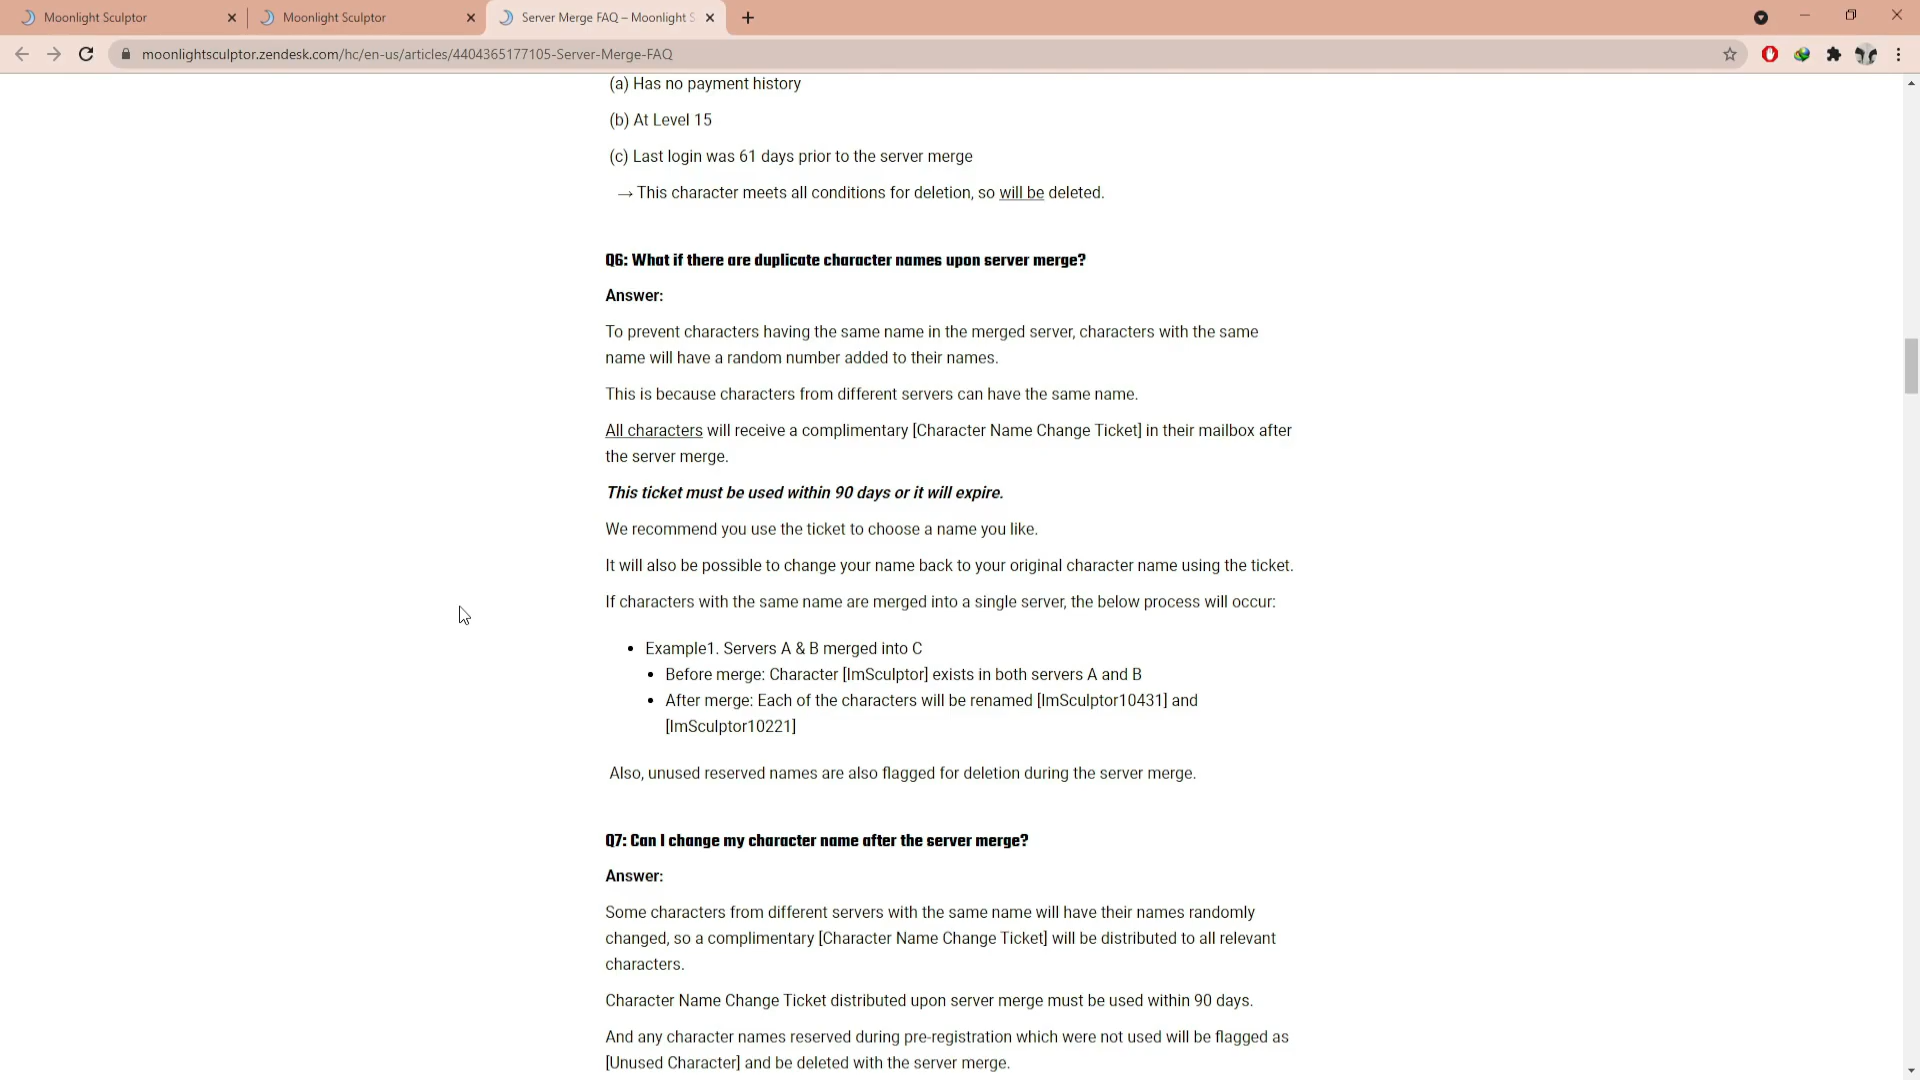 Moonlight Sculptor
Moonlight Sculptor
Server Merge FAQ – Moonlight S
moonlightsculptor.zendesk.com/hc/en-us/articles/4404365177105-Server-Merge-FAQ
(a) Has no payment history
(b) At Level 15
(c) Last login was 61 days prior to the server merge
→ This character meets all conditions for deletion, so will be deleted.
Q6: What if there are duplicate character names upon server merge?
Answer:
To prevent characters having the same name in the merged server, characters with the same
name will have a random number added to their names.
This is because characters from different servers can have the same name.
All characters will receive a complimentary [Character Name Change Ticket] in their mailbox after
the server merge.
This ticket must be used within 90 days or it will expire.
We recommend you use the ticket to choose a name you like.
It will also be possible to change your name back to your original character name using the ticket.
If characters with the same name are merged into a single server, the below process will occur:
• Example1. Servers A & B merged into C
• Before merge: Character [ImSculptor] exists in both servers A and B
• After merge: Each of the characters will be renamed [ImSculptor10431] and
[ImSculptor10221]
Also, unused reserved names are also flagged for deletion during the server merge.
Q7: Can I change my character name after the server merge?
Answer:
Some characters from different servers with the same name will have their names randomly
changed, so a complimentary [Character Name Change Ticket] will be distributed to all relevant
characters.
Character Name Change Ticket distributed upon server merge must be used within 90 days.
And any character names reserved during pre-registration which were not used will be flagged as
[Unused Character] and be deleted with the server merge.